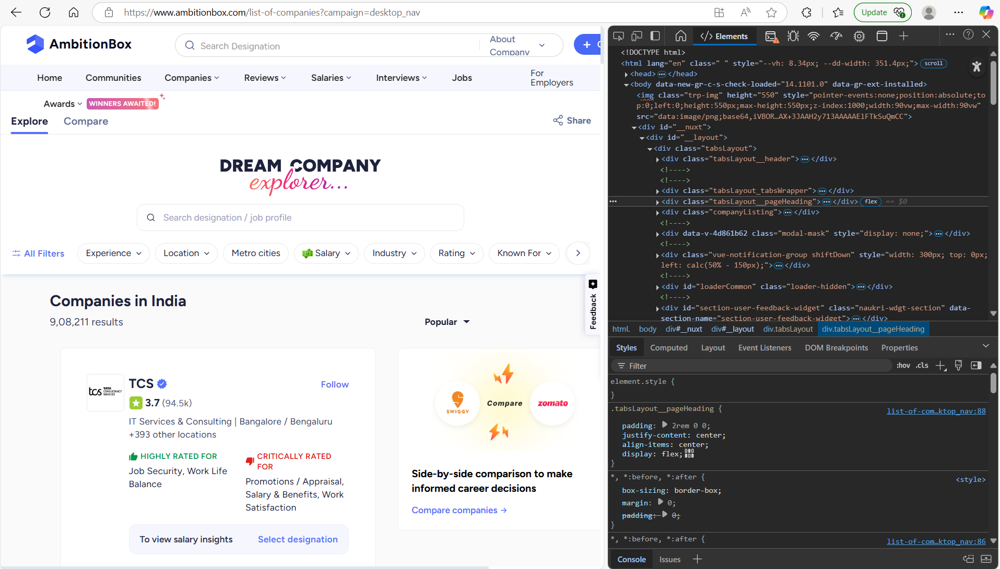 https://www.ambitionbox.com/list-of-companies?campaign=desktop_nav
Update
AmbitionBox
Search Designation
About
Company
Home
Communities
Companies
Reviews
Salaries
Interviews
Jobs
For
Employers
Awards
WINNERS AWAITED!
Explore
Compare
Share
DREAM COMPANY
explorer...
Search designation / job profile
All Filters
Experience
Location
Metro cities
Salary
Industry
Rating
Known For
Feedback
Companies in India
9,08,211 results
Popular
tcs TATA
CONSULTANCY
SERVICES
TCS
Follow
3.7 (94.5k)
IT Services & Consulting | Bangalore / Bengaluru
+393 other locations
HIGHLY RATED FOR
Job Security, Work Life
Balance
CRITICALLY RATED
FOR
Promotions / Appraisal,
Salary & Benefits, Work
Satisfaction
To view salary insights
Select designation
SWIGGY
Compare
zomato
Side-by-side comparison to make
informed career decisions
Compare companies →
Elements
<!DOCTYPE html>
<html lang="en" class=" " style="--vh: 8.34px; --dd-width: 351.4px;"> scroll
<head> … </head>
<body data-new-gr-c-s-check-loaded="14.1101.0" data-gr-ext-installed>
<img class="trp-img" height="550" style="pointer-events:none;position:absolute;to
p:0;left:0;height:550px;max-height:550px;z-index:1000;width:90vw;max-width:90vw"
src="data:image/png;base64,iVBOR…AX+3JAAH2y713AAAAAElFTkSuQmCC">
<div id="__nuxt">
<div id="__layout">
<div class="tabsLayout">
<div class="tabsLayout__header"> … </div>
<!---->
<!---->
<div class="tabsLayout_tabsWrapper"> … </div>
<div class="tabsLayout__pageHeading"> … </div> flex == $0
<div class="companyListing"> … </div>
<!---->
<div data-v-4d861b62 class="modal-mask" style="display: none;"> … </div>
<!---->
<div class="vue-notification-group shiftDown" style="width: 300px; top: 0px;
left: calc(50% - 150px);"> … </div>
<!---->
<div id="loaderCommon" class="loader-hidden"> … </div>
<!---->
<div id="section-user-feedback-widget" class="naukri-wdgt-section" data-
section-name="section-user-feedback-widget"> … </div>
html. body div#__nuxt div#__layout div.tabsLayout div.tabsLayout__pageHeading
Styles Computed Layout Event Listeners DOM Breakpoints Properties
Filter
:hov .cls
element.style {
}
.tabsLayout__pageHeading {
list-of-com…ktop_nav:88
padding: 2rem 0 0;
justify-content: center;
align-items: center;
display: flex;
}
*, *:before, *:after {
<style>
box-sizing: border-box;
margin: 0;
padding: 0;
}
*, *:before, *:after {
list-of-com…ktop_nav:86
Console
Issues